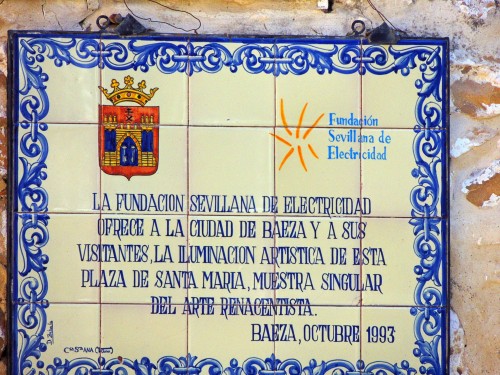 Fundación
Sevillana de
Electricidad
LA FUNDACION SEVILLANA DE ELECTRICIDAD
OFRECE A LA CIUDAD DE BAEZA Y A SUS
VISITANTES, LA ILUMINACION ARTISTICA DE ESTA
PLAZA DE SANTA MARIA, MUESTRA SINGULAR
DEL ARTE RENACENTISTA.
BAEZA, OCTUBRE 1993